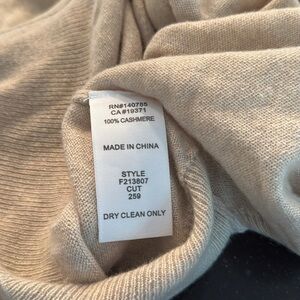 RN#140785
CA#19371
100% CASHMERE
MADE IN CHINA
STYLE
F213807
CUT
259
DRY CLEAN ONLY